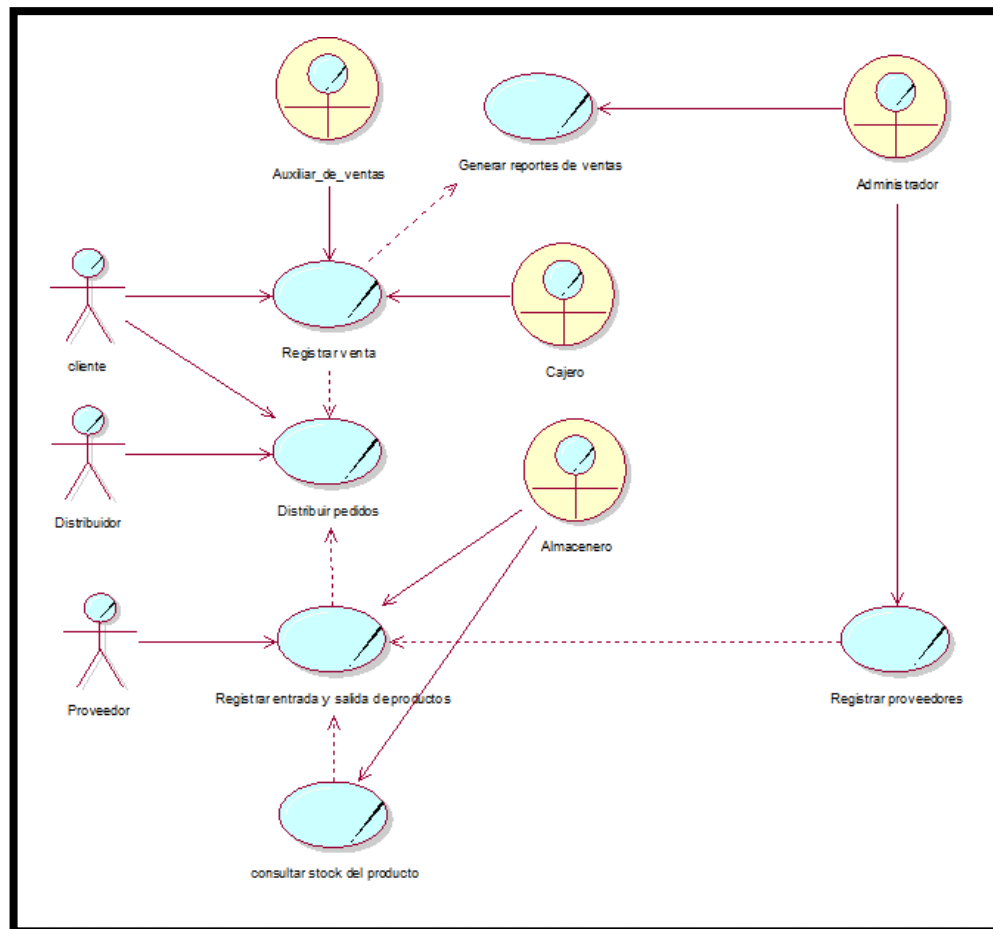 Auxiliar_de_ventas
Generar reportes de ventas
Administrador
cliente
Registrar venta
Cajero
Distribuidor
Distribuir pedidos
Almacenero
Proveedor
Registrar entrada y salida de productos
Registrar proveedores
consultar stock del producto